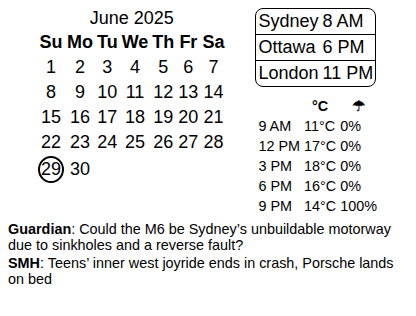 June 2025
Su Mo Tu We Th Fr Sa
1 2 3 4 5 6 7
8 9 10 11 12 13 14
15 16 17 18 19 20 21
22 23 24 25 26 27 28
29 30
Sydney 8 AM
Ottawa 6 PM
London 11 PM
°C ☂
9 AM 11°C 0%
12 PM 17°C 0%
3 PM 18°C 0%
6 PM 16°C 0%
9 PM 14°C 100%
Guardian: Could the M6 be Sydney’s unbuildable motorway
due to sinkholes and a reverse fault?
SMH: Teens’ inner west joyride ends in crash, Porsche lands
on bed